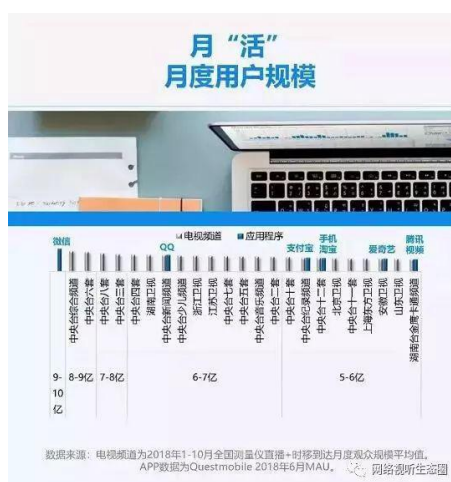 月“活”
月度用户规模
电视频道 应用程序
微信
QQ
支付宝
手机
淘宝
爱奇艺
腾讯
视频
中央台综合频道
中央台六套
中央台八套
中央台三套
中央台四套
湖南卫视
中央台新闻频道
中央台少儿频道
浙江卫视
江苏卫视
中央台七套
中央台五套
中央台音乐频道
中央台二套
中央台十套
中央台纪录频道
中央台十二套
北京卫视
中央台十一套
上海东方卫视
安徽卫视
山东卫视
湖南台金鹰卡通频道
9-
10
亿
8-9亿
7-8亿
6-7亿
5-6亿
数据来源：电视频道为2018年1-10月全国测量仪直播+时移到达月度观众规模平均值。
APP数据为Questmobile 2018年6月MAU。
网络视听生态圈